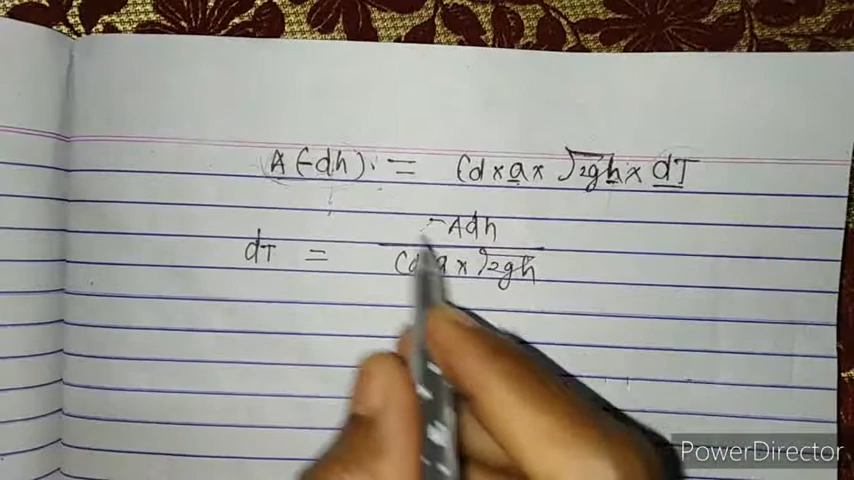 A(-dh) = Cd × a × √2gh × dT
-Adh
dT =
Cd × a × √2gh
PowerDirector